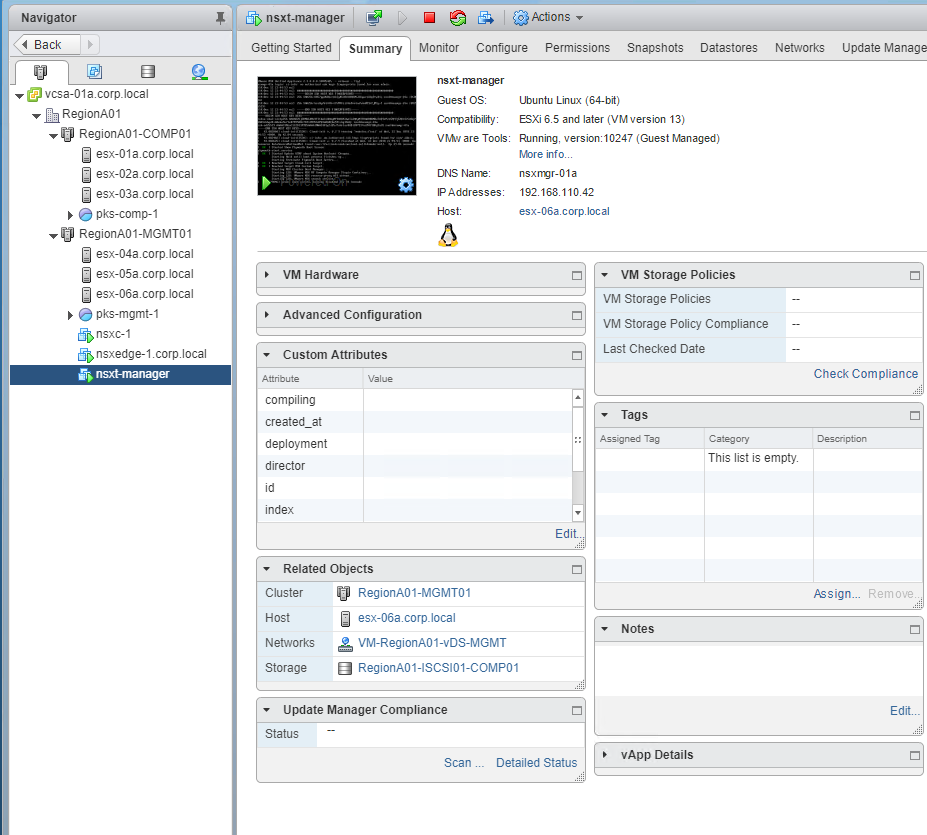 Navigator
Back
vcsa-01a.corp.local
RegionA01
RegionA01-COMP01
esx-01a.corp.local
esx-02a.corp.local
esx-03a.corp.local
pks-comp-1
RegionA01-MGMT01
esx-04a.corp.local
esx-05a.corp.local
esx-06a.corp.local
pks-mgmt-1
nsxc-1
nsxedge-1.corp.local
nsxt-manager
nsxt-manager Actions
Getting Started Summary Monitor Configure Permissions Snapshots Datastores Networks Update Manage
nsxt-manager
Guest OS: Ubuntu Linux (64-bit)
Compatibility: ESXi 6.5 and later (VM version 13)
VMware Tools: Running, version:10247 (Guest Managed)
More info...
DNS Name: nsxmgr-01a
IP Addresses: 192.168.110.42
Host: esx-06a.corp.local
VM Hardware
Advanced Configuration
Custom Attributes
Attribute Value
compiling
created_at
deployment
director
id
index
Edit...
Related Objects
Cluster RegionA01-MGMT01
Host esx-06a.corp.local
Networks VM-RegionA01-vDS-MGMT
Storage RegionA01-ISCSI01-COMP01
Update Manager Compliance
Status --
Scan ... Detailed Status
VM Storage Policies
VM Storage Policies --
VM Storage Policy Compliance --
Last Checked Date --
Check Compliance
Tags
Assigned Tag Category Description
This list is empty.
Assign... Remove...
Notes
Edit...
vApp Details